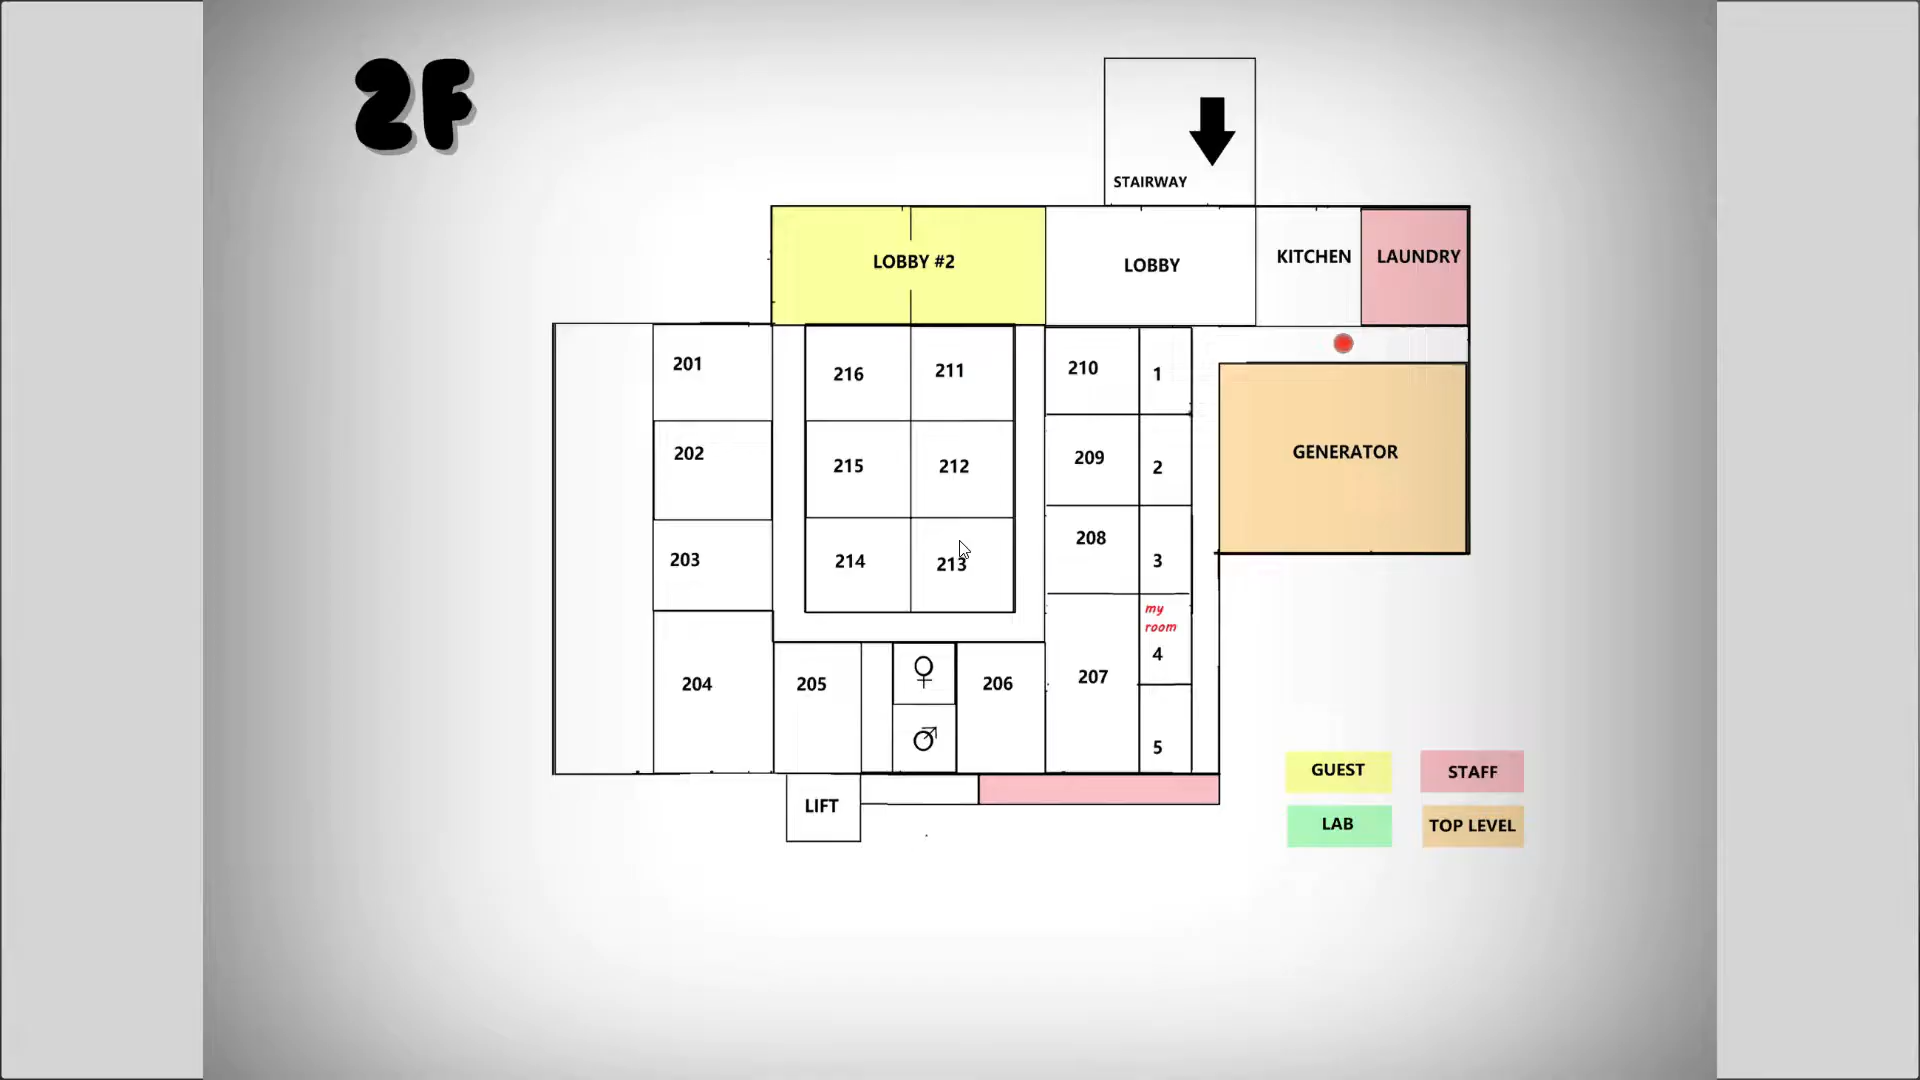 2F
STAIRWAY
LOBBY #2
LOBBY
KITCHEN
LAUNDRY
201
216
211
210
1
202
215
212
209
2
GENERATOR
203
214
213
208
3
my
room
4
204
205
206
207
5
LIFT
GUEST
STAFF
LAB
TOP LEVEL